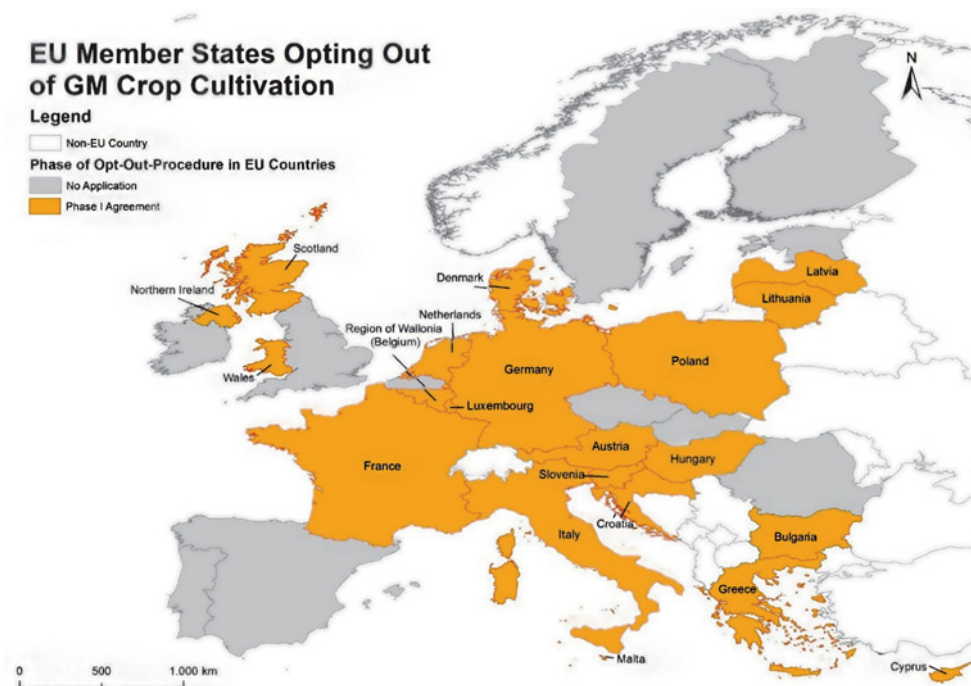 EU Member States Opting Out
of GM Crop Cultivation
Legend
Non-EU Country
Phase of Opt-Out-Procedure in EU Countries
No Application
Phase I Agreement
N
Scotland
Northern Ireland
Wales
Denmark
Netherlands
Region of Wallonia
(Belgium)
Luxembourg
Latvia
Lithuania
Germany
Poland
France
Austria
Hungary
Slovenia
Croatia
Italy
Bulgaria
Greece
Malta
Cyprus
0 500 1.000 km